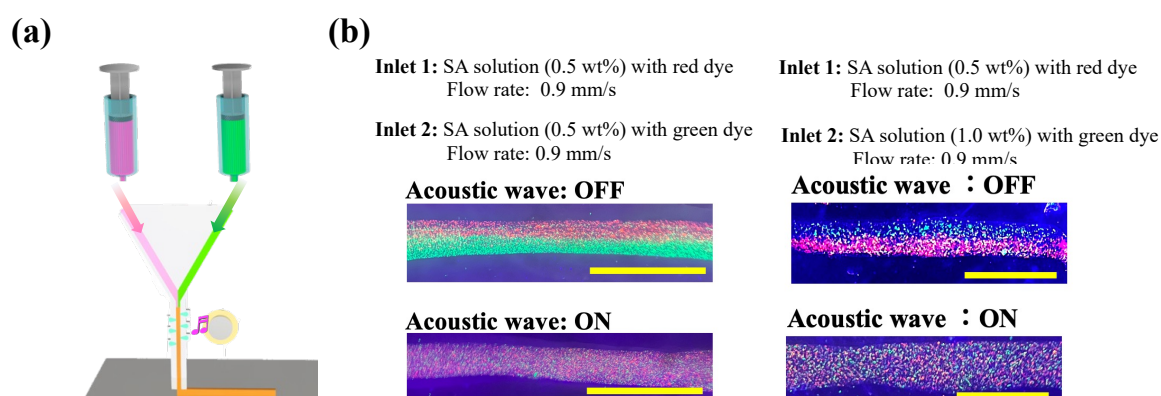 (a)
(b)
Inlet 1: SA solution (0.5 wt%) with red dye
Flow rate:  0.9 mm/s
Inlet 2: SA solution (0.5 wt%) with green dye
Flow rate: 0.9 mm/s
Acoustic wave: OFF
Acoustic wave: ON
Inlet 1: SA solution (0.5 wt%) with red dye
Flow rate:  0.9 mm/s
Inlet 2: SA solution (1.0 wt%) with green dye
Flow rate: 0.9 mm/s
Acoustic wave ：OFF
Acoustic wave ：ON